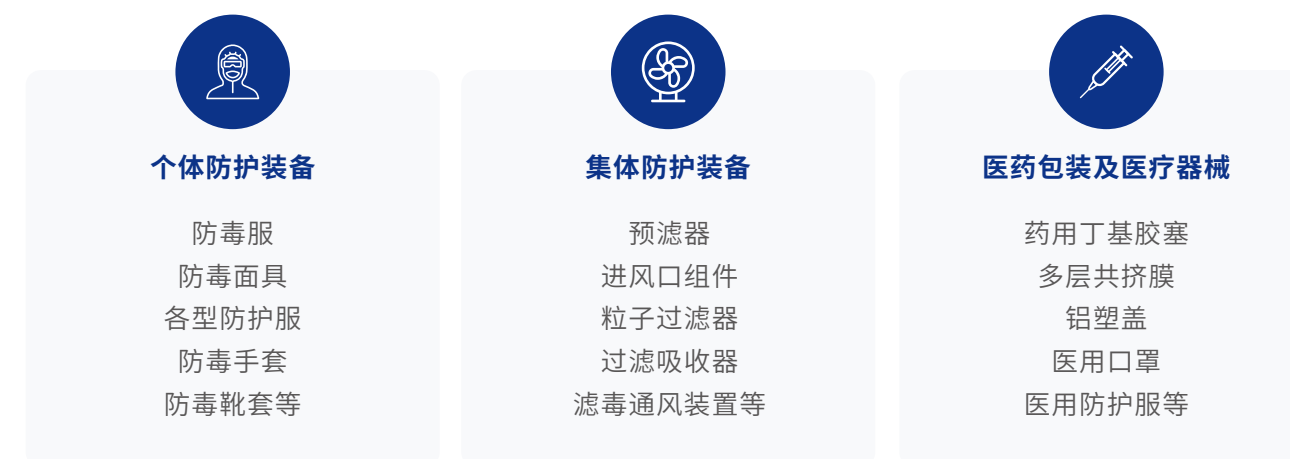 个体防护装备
防毒服
防毒面具
各型防护服
防毒手套
防毒靴套等
集体防护装备
预滤器
进风口组件
粒子过滤器
过滤吸收器
滤毒通风装置等
医药包装及医疗器械
药用丁基胶塞
多层共挤膜
铝塑盖
医用口罩
医用防护服等